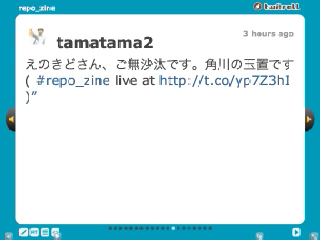 repo_zine
twitrell
3 hours ago
tamatama2
えのきどさん、ご無沙汰です。角川の玉置です
( #repo_zine live at http://t.co/yp7Z3hI
)”